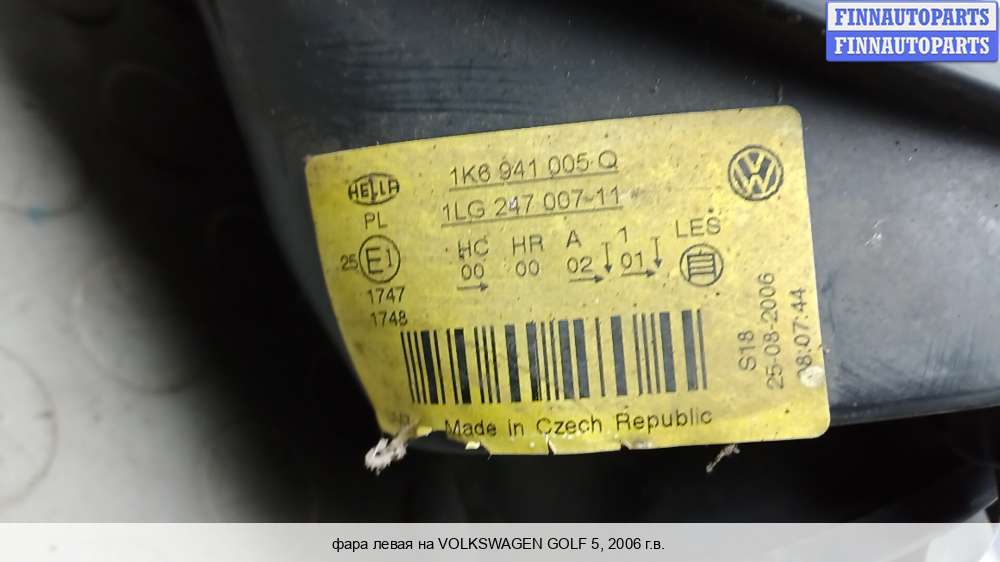 FINNAUTOPARTS
FINNAUTOPARTS
HELLA
1K6 941 005 Q
1LG 247 007-11
PL
HC HR A 1 LES
25 E1 00 00 02 01
1747
1748
S18
25-08-2006
08:07:44
Made in Czech Republic
фара левая на VOLKSWAGEN GOLF 5, 2006 г.в.